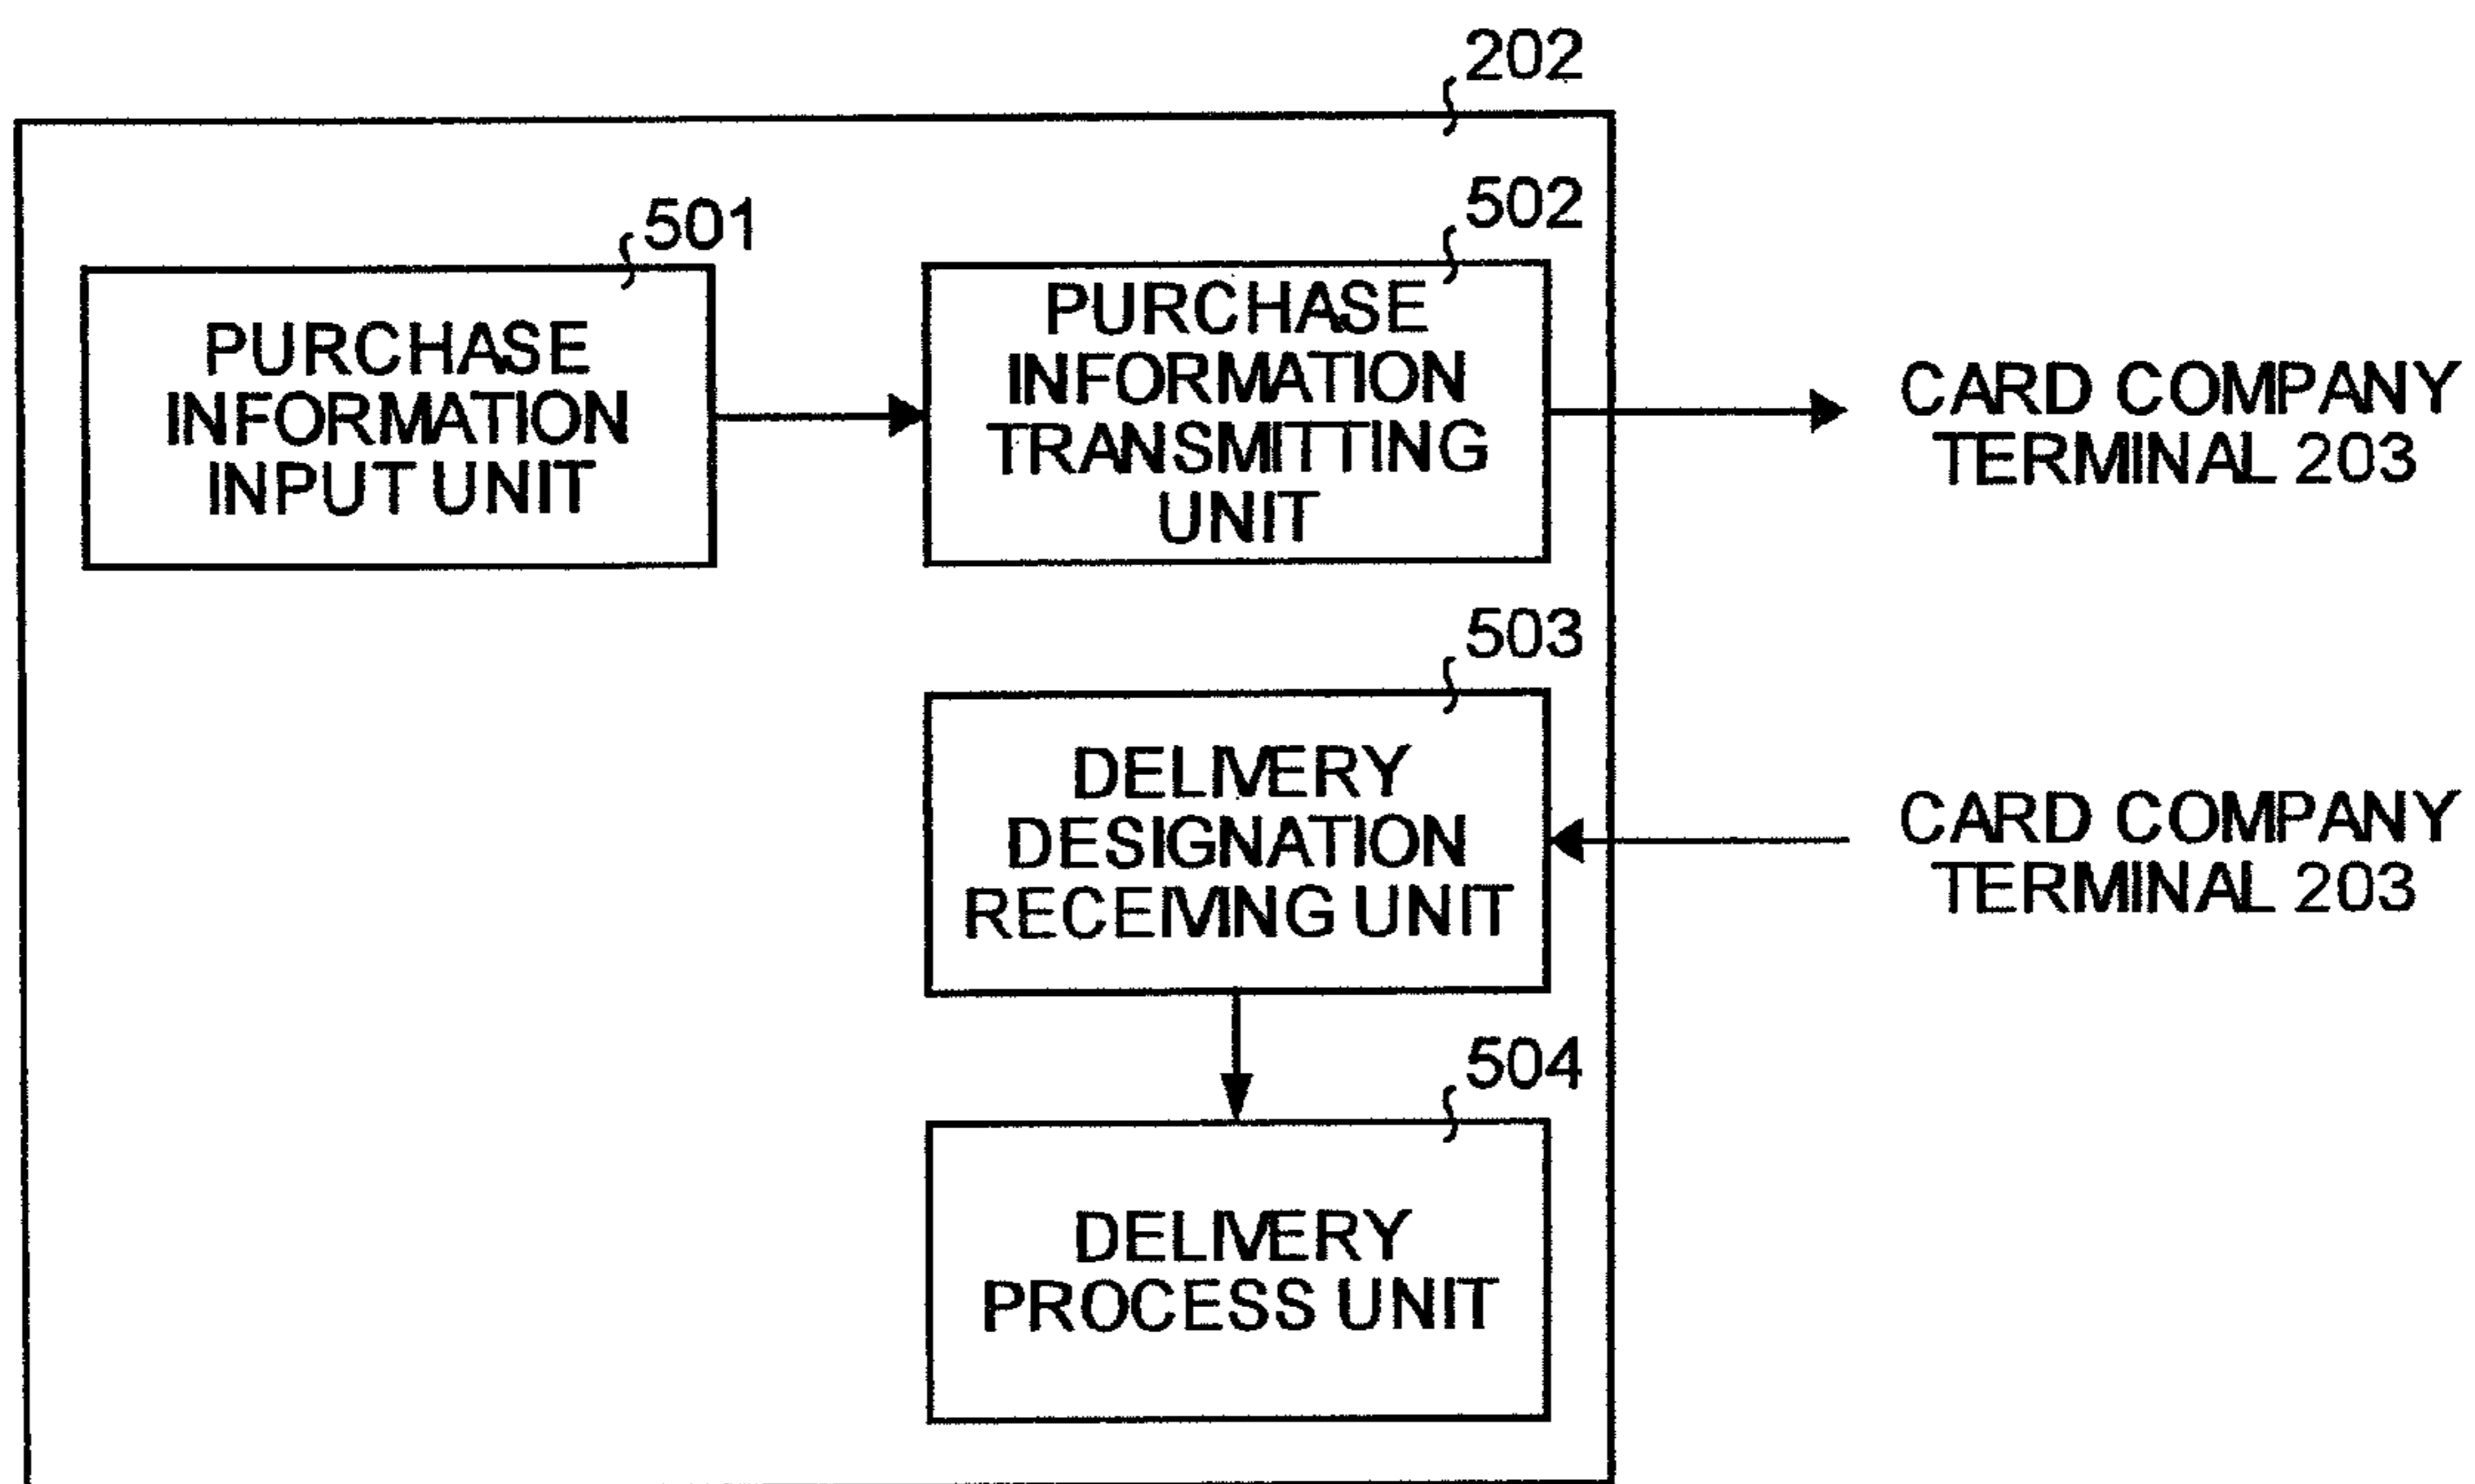 202
501
PURCHASE
INFORMATION
INPUT UNIT
502
PURCHASE
INFORMATION
TRANSMITTING
UNIT
CARD COMPANY
TERMINAL 203
503
DELIVERY
DESIGNATION
RECEIVING UNIT
CARD COMPANY
TERMINAL 203
504
DELIVERY
PROCESS UNIT